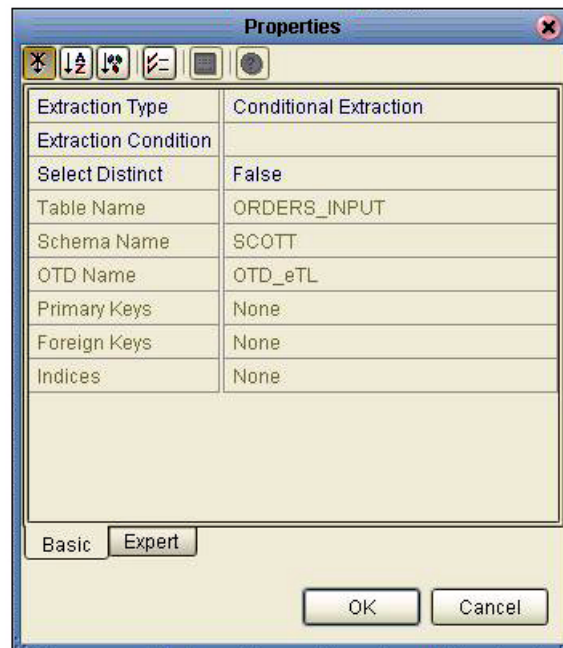 Properties
Extraction Type Conditional Extraction
Extraction Condition
Select Distinct False
Table Name ORDERS_INPUT
Schema Name SCOTT
OTD Name OTD_eTL
Primary Keys None
Foreign Keys None
Indices None
Basic Expert
OK Cancel